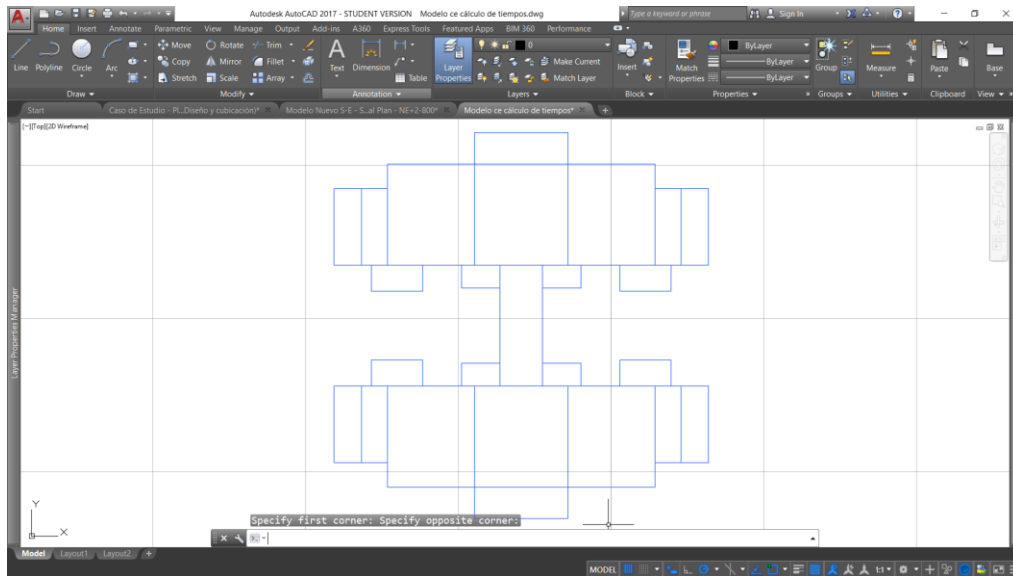 Autodesk AutoCAD 2017 - STUDENT VERSION Modelo ce cálculo de tiempos.dwg
Type a keyword or phrase
Sign In
Home Insert Annotate Parametric View Manage Output Add-ins A360 Express Tools Featured Apps BIM 360 Performance
Line Polyline Circle Arc
Move Rotate Trim
Copy Mirror Fillet
Stretch Scale Array
Text Dimension
Table
Layer Properties
0
Make Current
Match Layer
Insert
Match Properties
ByLayer
ByLayer
ByLayer
Group
Measure
Paste
Base
Draw Modify Annotation Layers Block Properties Groups Utilities Clipboard View
Start Caso de Estudio - Pl...Diseño y cubicación)* Modelo Nuevo S-E - S...al Plan - NE+2-800* Modelo ce cálculo de tiempos*
[−][Top][2D Wireframe]
Layer Properties Manager
Y
X
Specify first corner: Specify opposite corner:
Model Layout1 Layout2
MODEL
1:1